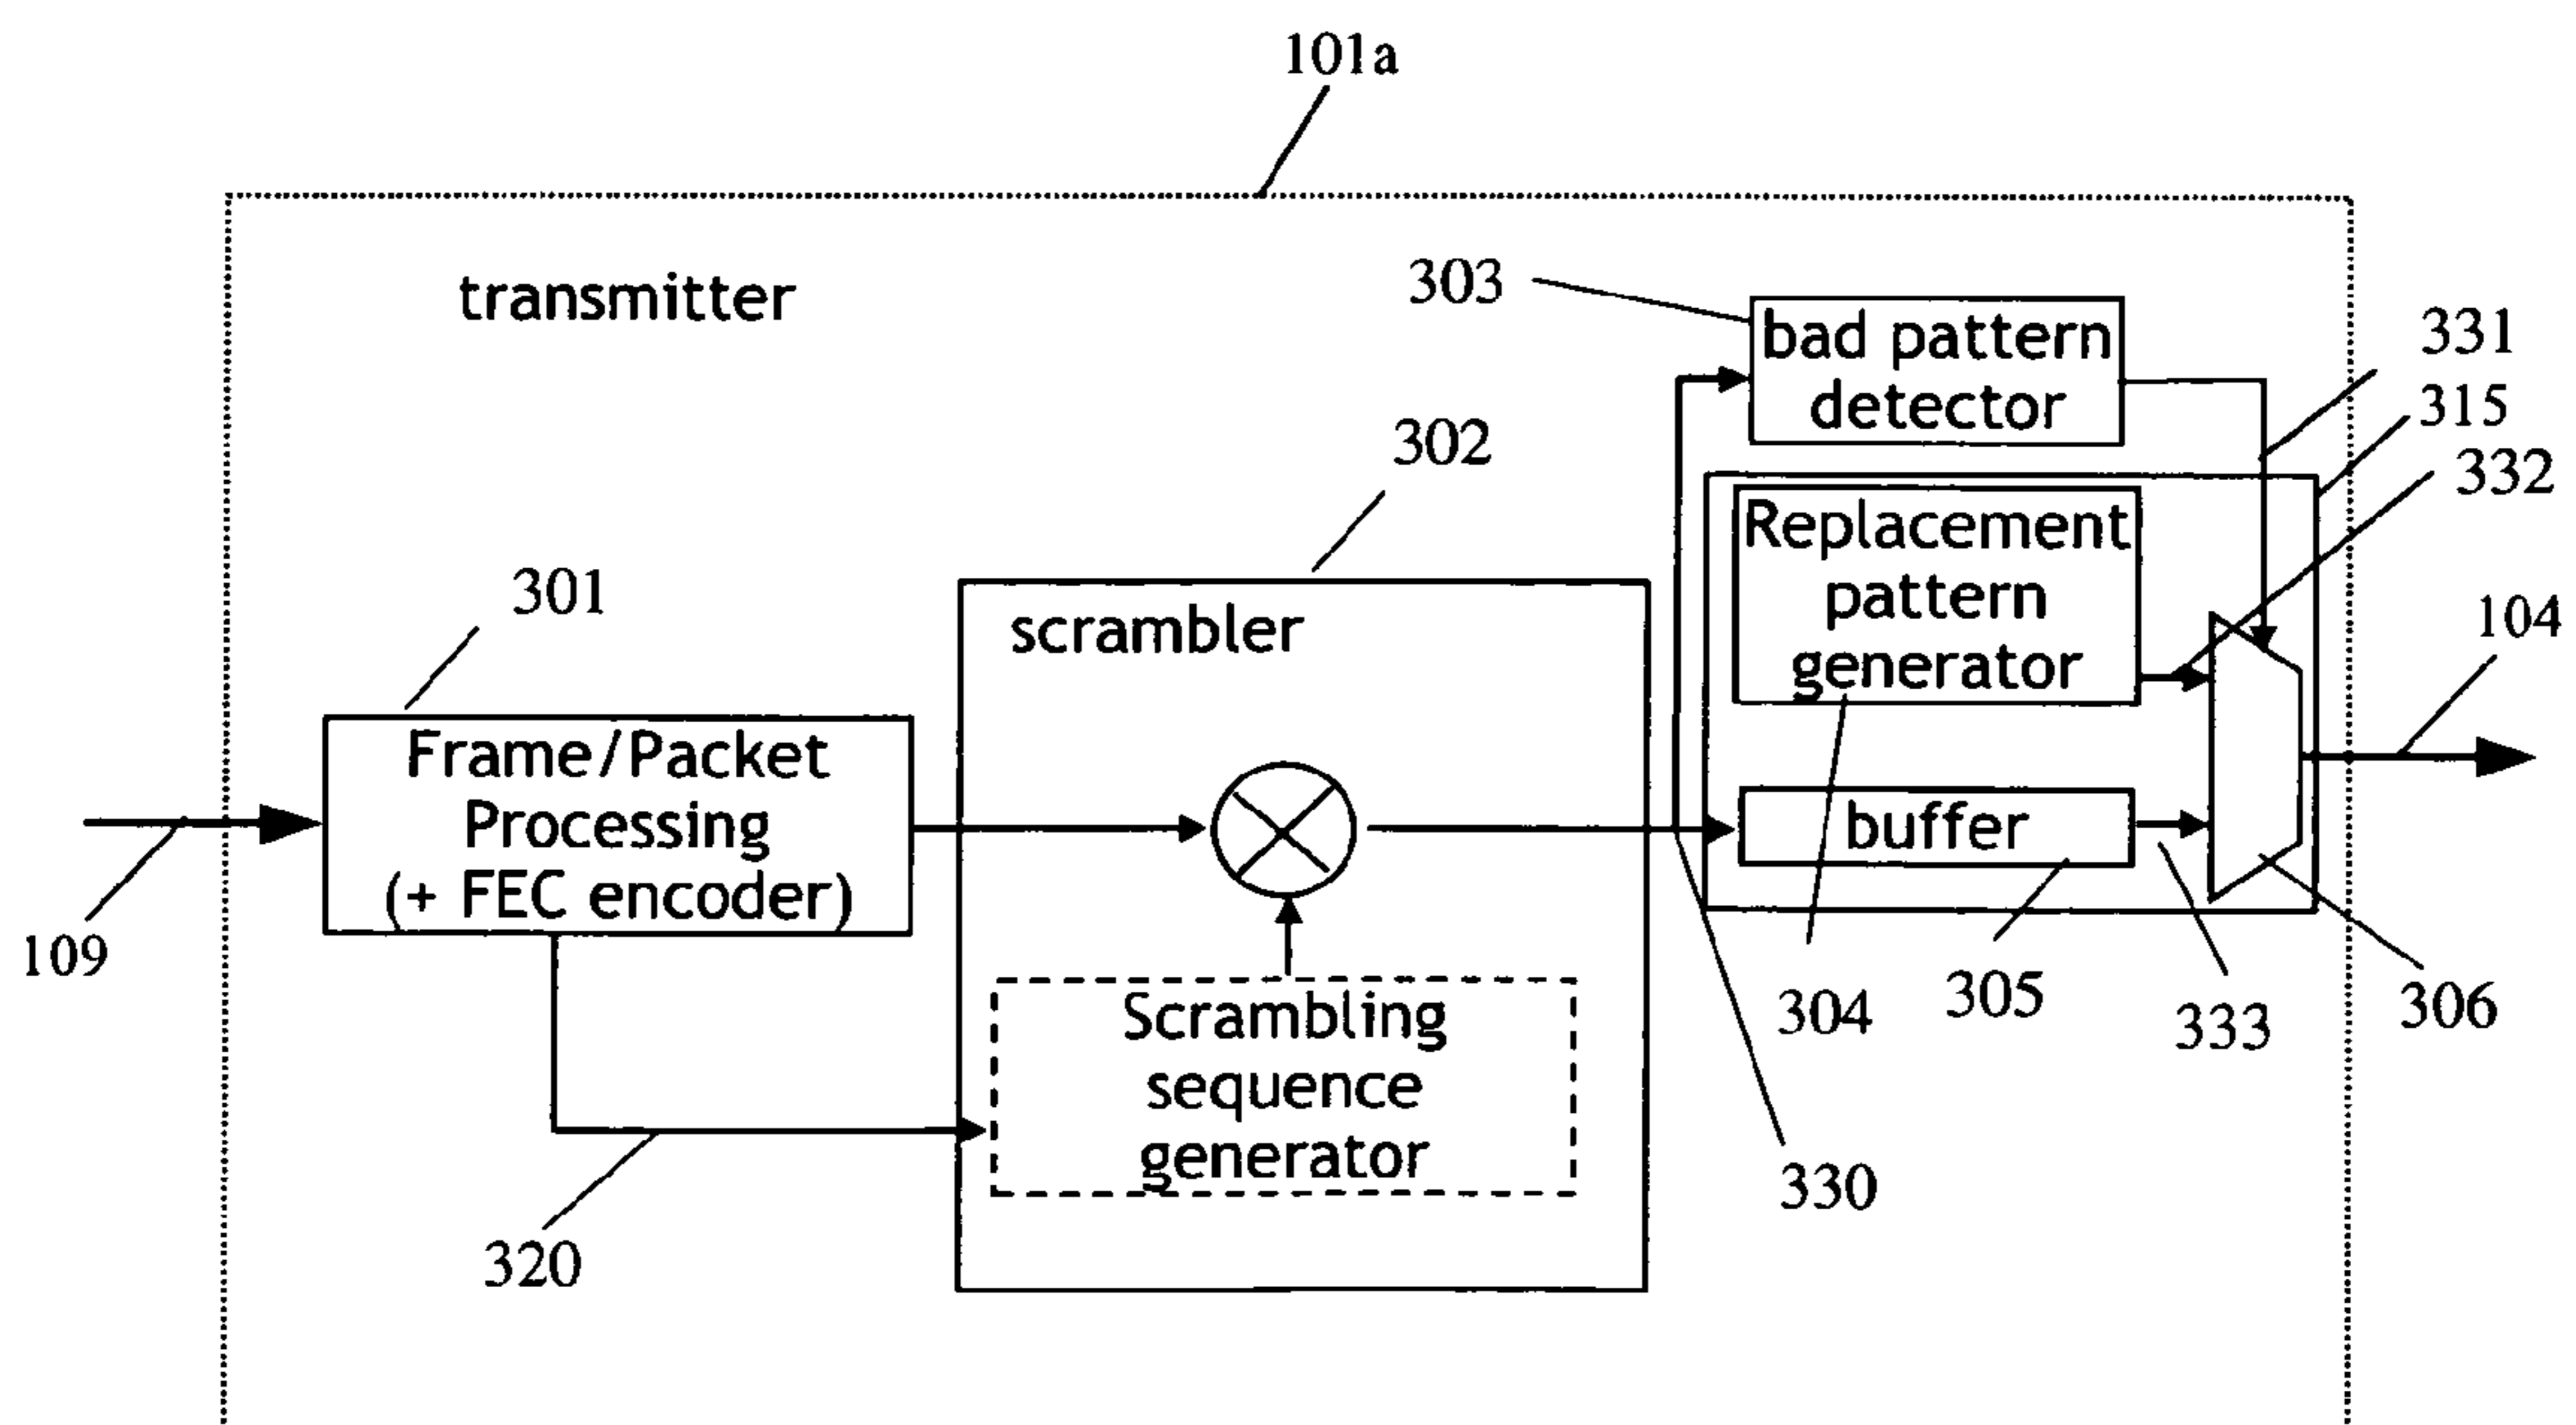 101a
transmitter
303
bad pattern
detector
331
315
332
302
Replacement
pattern
generator
301
scrambler
104
Frame/Packet
Processing
(+ FEC encoder)
buffer
109
Scrambling
sequence
generator
304
305
333
306
330
320